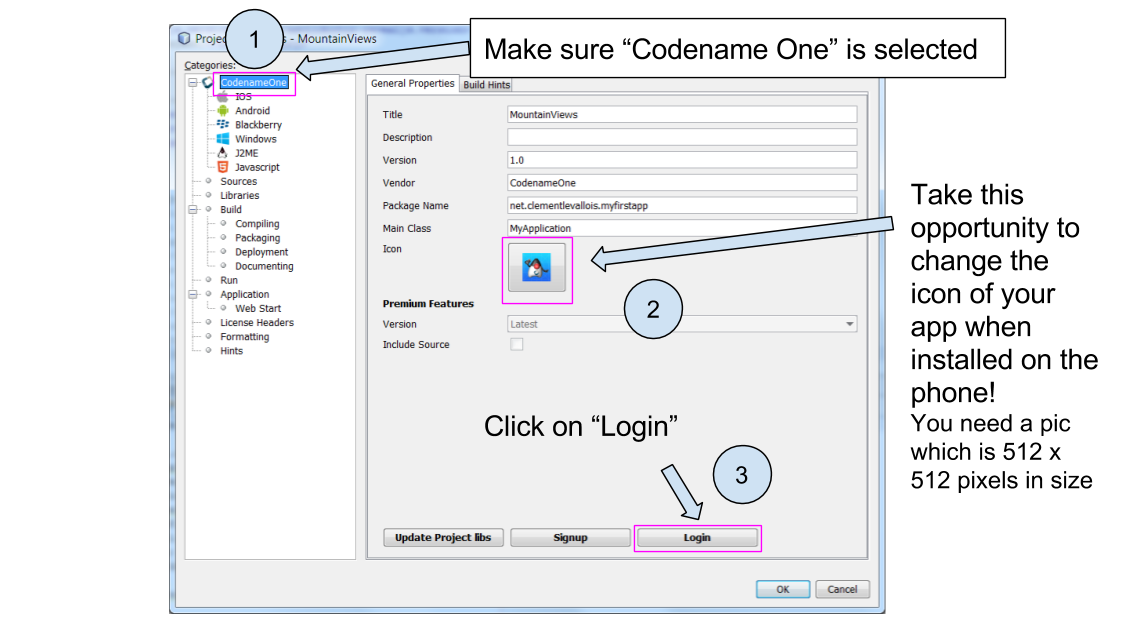 1
Make sure “Codename One” is selected
- MountainViews
Categories:
CodenameOne
IOS
Android
Blackberry
Windows
J2ME
Javascript
Sources
Libraries
Build
Compiling
Packaging
Deployment
Documenting
Run
Application
Web Start
License Headers
Formatting
Hints
General Properties
Build Hints
Title
MountainViews
Description
Version
1.0
Vendor
CodenameOne
Package Name
net.clementlevallois.myfirstapp
Main Class
MyApplication
Icon
2
Premium Features
Version
Latest
Include Source
Click on “Login”
3
Update Project libs
Signup
Login
OK
Cancel
Take this
opportunity to
change the
icon of your
app when
installed on the
phone!
You need a pic
which is 512 x
512 pixels in size